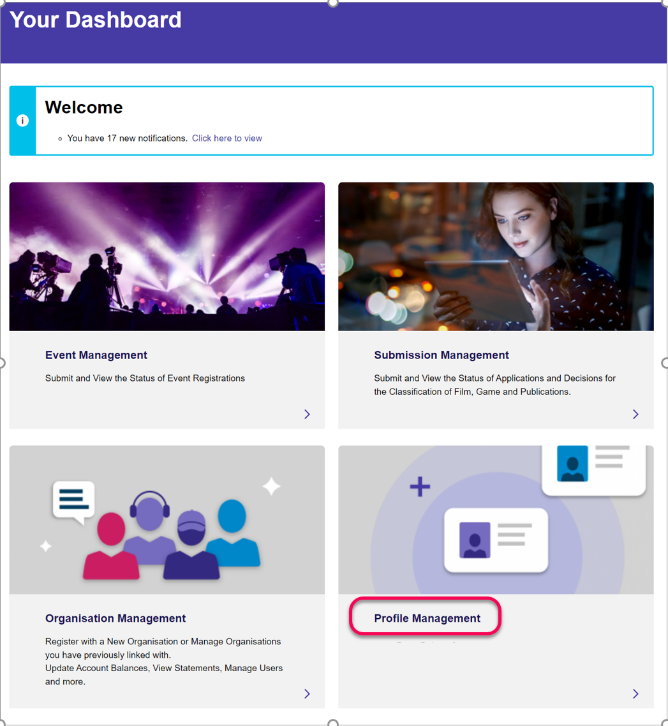 Your Dashboard
Welcome
You have 17 new notifications. Click here to view
Event Management
Submit and View the Status of Event Registrations
Submission Management
Submit and View the Status of Applications and Decisions for
the Classification of Film, Game and Publications.
Organisation Management
Register with a New Organisation or Manage Organisations
you have previously linked with.
Update Account Balances, View Statements, Manage Users
and more.
Profile Management